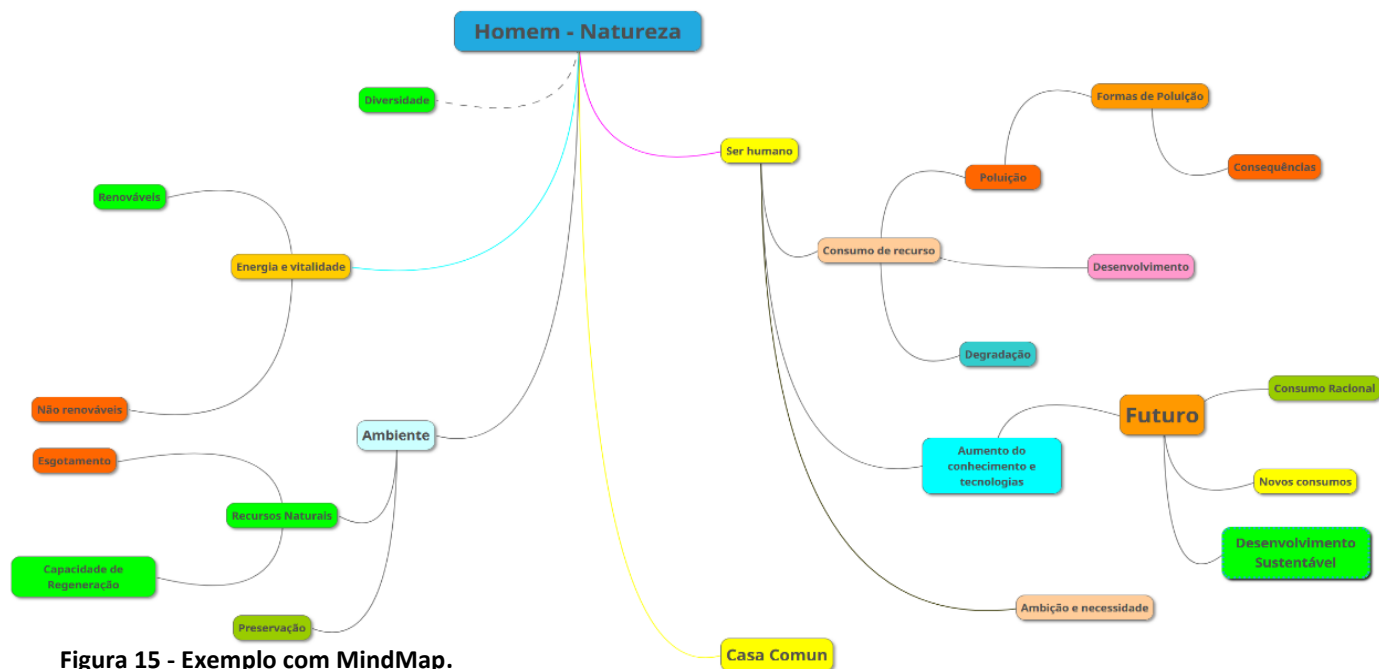 Homem - Natureza
Diversidade
Formas de Poluição
Ser humano
Consequências
Poluição
Renováveis
Consumo de recurso
Energia e vitalidade
Desenvolvimento
Degradação
Consumo Racional
Não renováveis
Futuro
Ambiente
Aumento do
conhecimento e
tecnologias
Esgotamento
Novos consumos
Recursos Naturais
Desenvolvimento
Sustentável
Capacidade de
Regeneração
Ambição e necessidade
Preservação
Casa Comun
Figura 15 - Exemplo com MindMap.